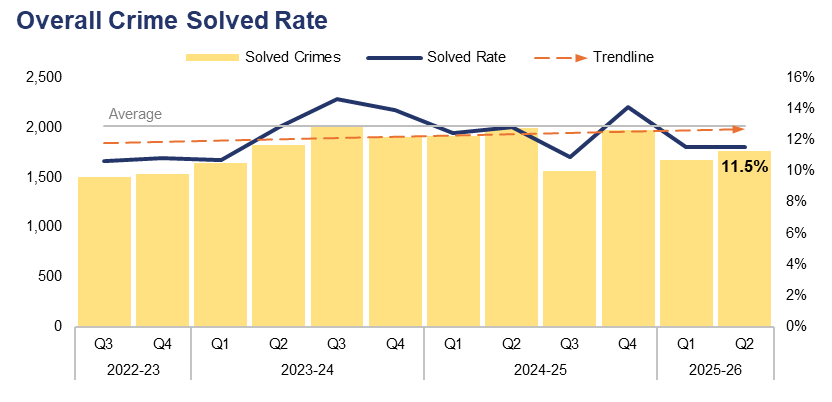 Overall Crime Solved Rate
Solved Crimes Solved Rate Trendline
2,500 16%
14%
Average
2,000 12%
1,500 10%
8%
1,000 6%
4%
500 2%
0 0%
11.5%
Q3 Q4 Q1 Q2 Q3 Q4 Q1 Q2 Q3 Q4 Q1 Q2
2022-23 2023-24 2024-25 2025-26